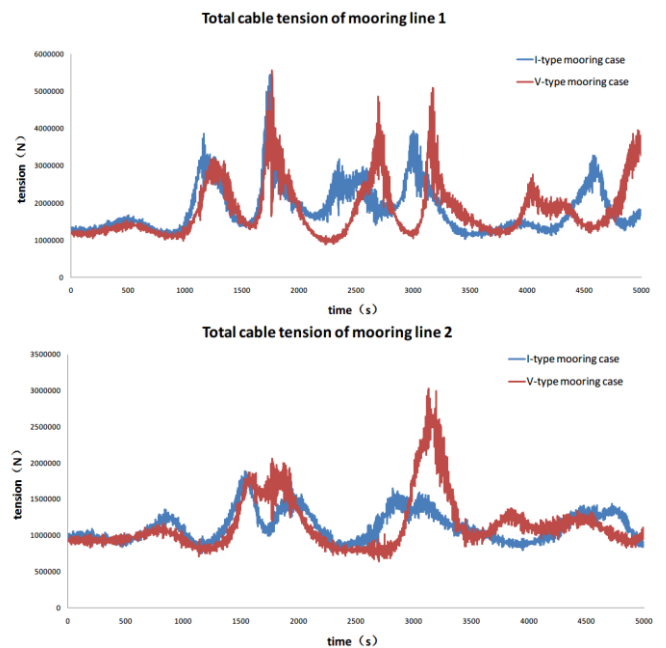 Total cable tension of mooring line 1
6000000
5000000
4000000
3000000
2000000
1000000
0
tension (N)
I-type mooring case
V-type mooring case
0 500 1000 1500 2000 2500 3000 3500 4000 4500 5000
time (s)
Total cable tension of mooring line 2
3500000
3000000
2500000
2000000
1500000
1000000
500000
0
tension (N)
I-type mooring case
V-type mooring case
0 500 1000 1500 2000 2500 3000 3500 4000 4500 5000
time (s)